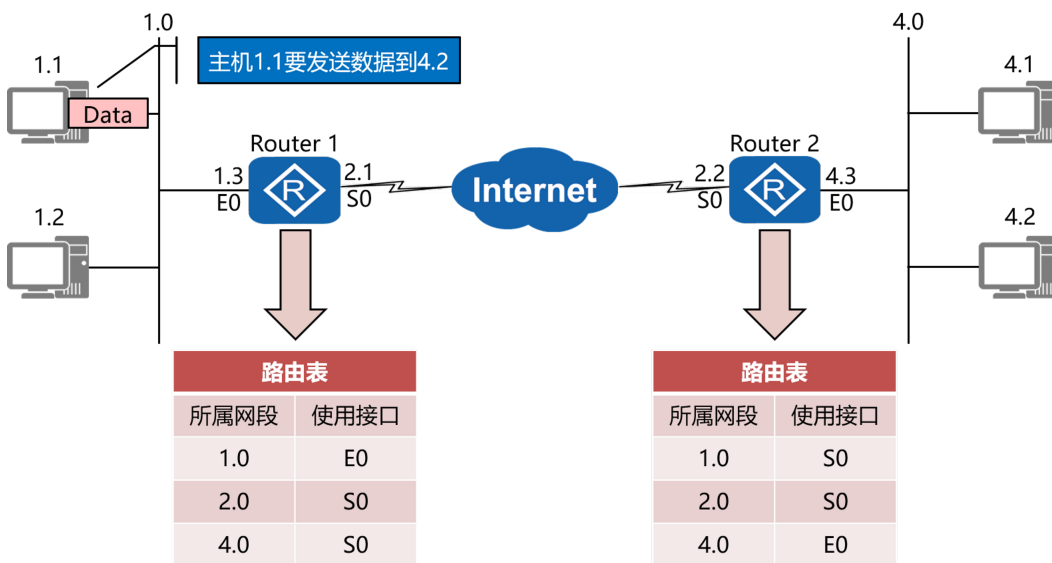 1.0
4.0
主机1.1要发送数据到4.2
1.1
Data
4.1
Router 1
Router 2
1.3
R
2.1
Internet
2.2
R
4.3
E0
S0
S0
E0
1.2
4.2
路由表
所属网段 使用接口
1.0 E0
2.0 S0
4.0 S0
路由表
所属网段 使用接口
1.0 S0
2.0 S0
4.0 E0